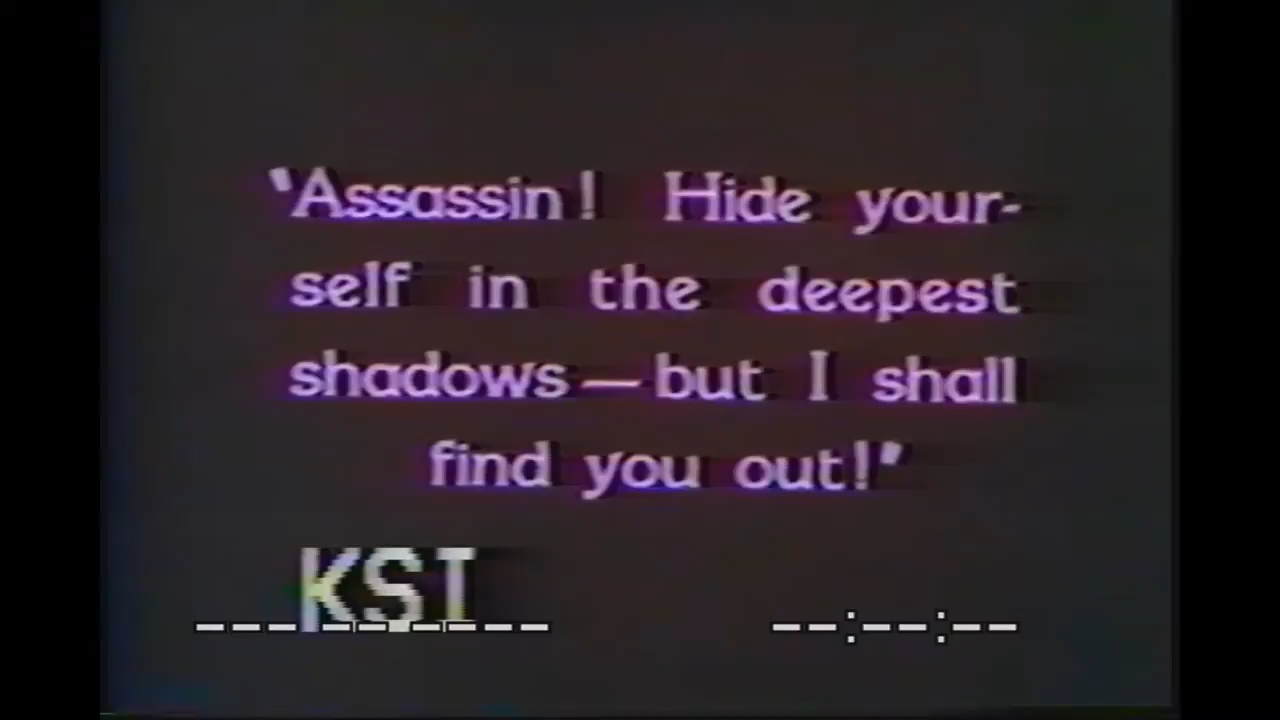 "Assassin! Hide your-
self in the deepest
shadows—but I shall
find you out!"
KSI
--- -- -- --- --:--:--